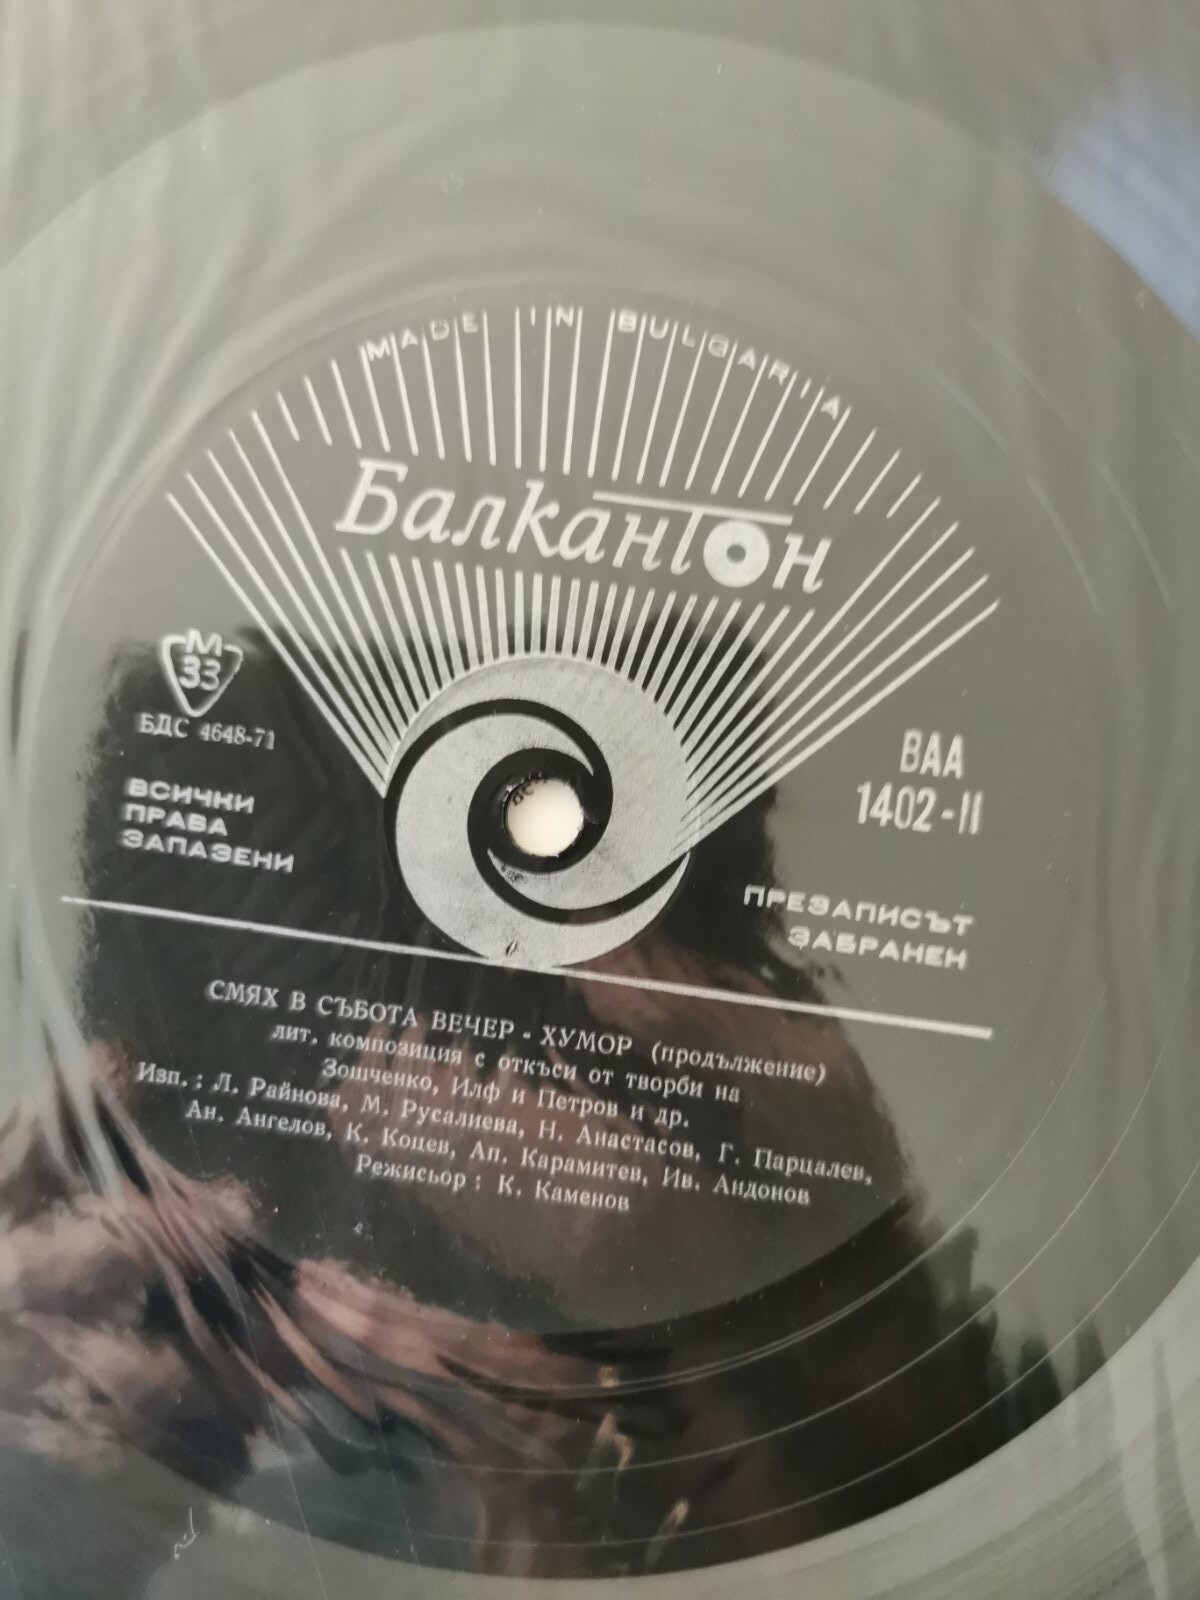 MADE IN BULGARIA
Балкантон
М
33
БДС 4648-71
ВСИЧКИ
ПРАВА
ЗАПАЗЕНИ
ВАА
1402-II
ПРЕЗАПИСЪТ
ЗАБРАНЕН
СМЯХ В СЪБОТА ВЕЧЕР - ХУМОР (продължение)
лит. композиция с откъси от творби на
Зошченко, Илф и Петров и др.
Изп.: Л. Райнова, М. Русалиева, Н. Анастасов, Г. Парцалев,
Ан. Ангелов, К. Коцев, Ап. Карамитев, Ив. Андонов
Режисьор: К. Каменов